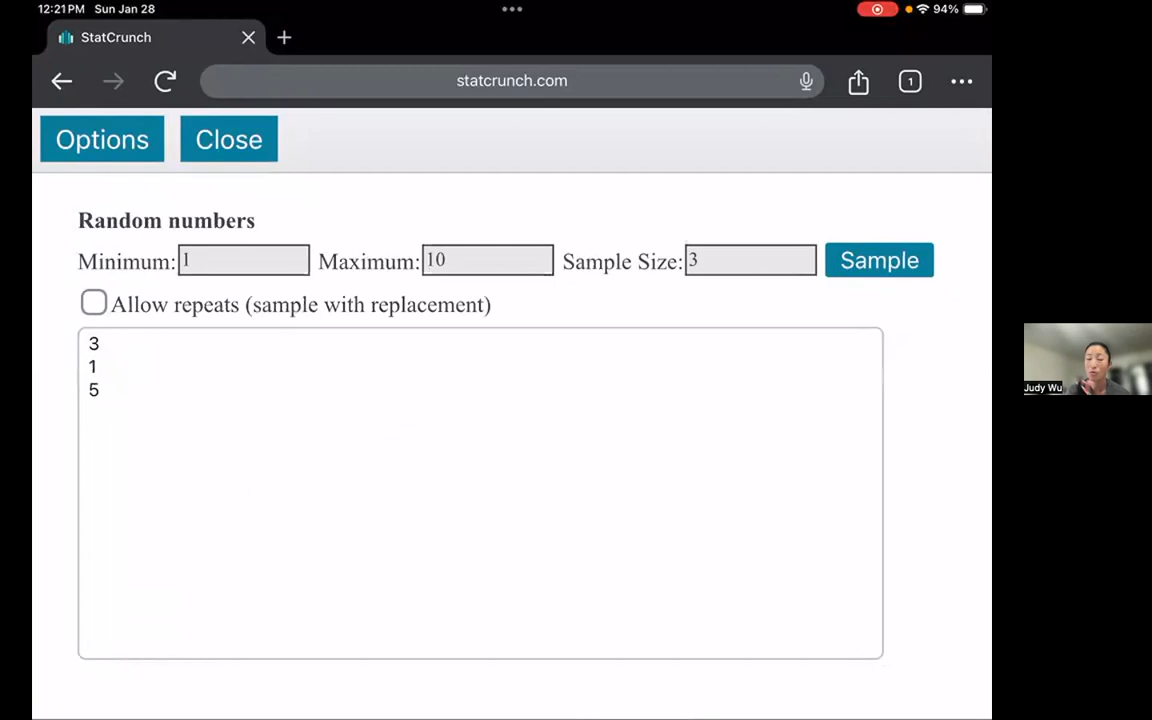 12:21 PM Sun Jan 28
94%
StatCrunch
statcrunch.com
1
Options Close
Random numbers
Minimum: 1 Maximum: 10 Sample Size: 3 Sample
Allow repeats (sample with replacement)
3
1
5
Judy Wu